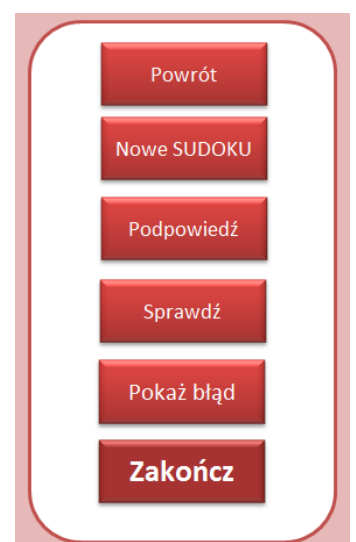 Powrót
Nowe SUDOKU
Podpowiedź
Sprawdź
Pokaż błąd
Zakończ